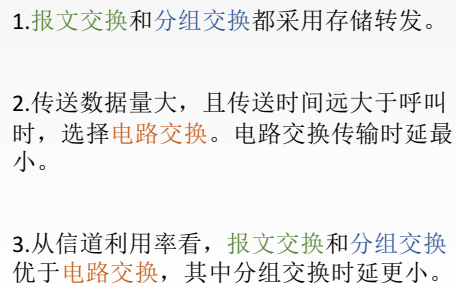 1.报文交换和分组交换都采用存储转发。
2.传送数据量大，且传送时间远大于呼叫
时，选择电路交换。电路交换传输时延最
小。
3.从信道利用率看，报文交换和分组交换
优于电路交换，其中分组交换时延更小。